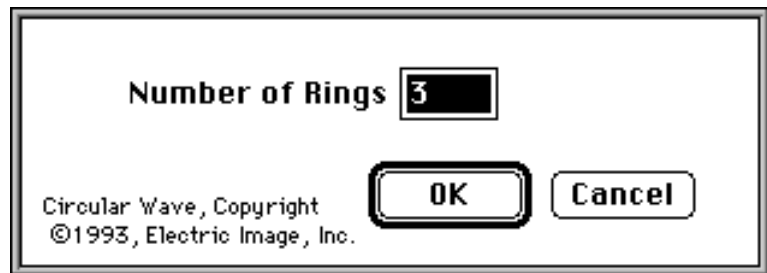 Number of Rings 3
OK Cancel
Circular Wave, Copyright
©1993, Electric Image, Inc.